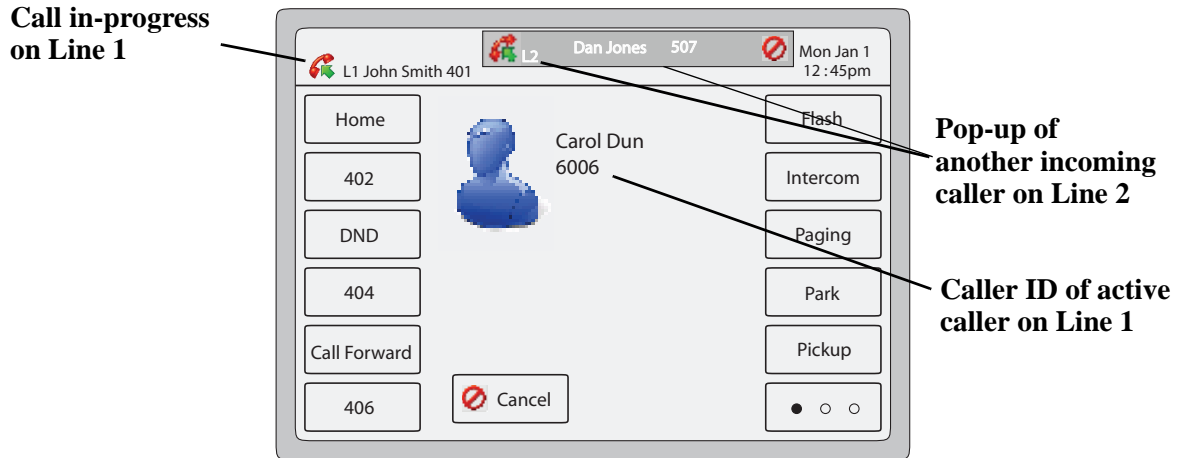 Call in-progress
on Line 1
L2 Dan Jones 507
Mon Jan 1
12 : 45pm
L1 John Smith 401
Home
402
DND
404
Call Forward
406
Carol Dun
6006
Cancel
Flash
Intercom
Paging
Park
Pickup
Pop-up of
another incoming
caller on Line 2
Caller ID of active
caller on Line 1